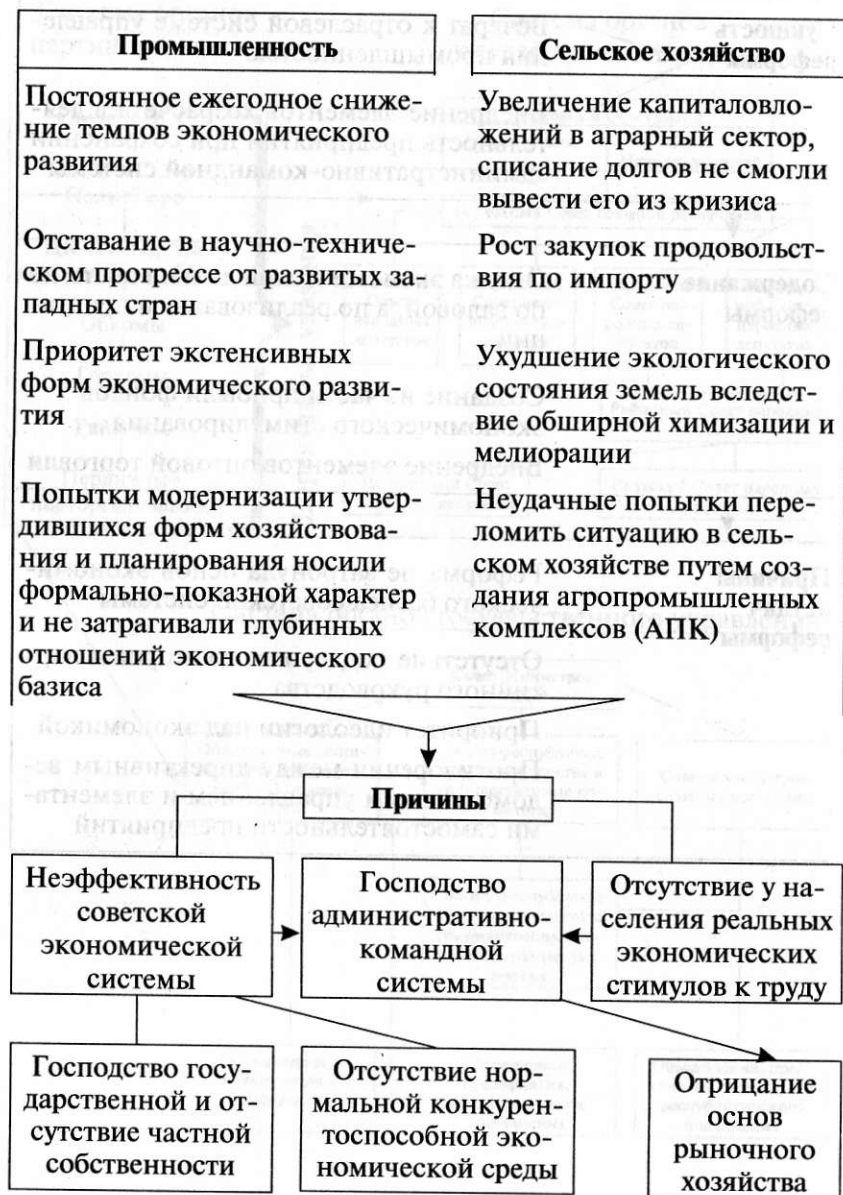 Промышленность
Постоянное ежегодное сниже-
ние темпов экономического
развития
Отставание в научно-техниче-
ском прогрессе от развитых за-
падных стран
Приоритет экстенсивных
форм экономического разви-
тия
Попытки модернизации утвер-
дившихся форм хозяйствова-
ния и планирования носили
формально-показной характер
и не затрагивали глубинных
отношений экономического
базиса
Сельское хозяйство
Увеличение капиталовло-
жений в аграрный сектор,
списание долгов не смогли
вывести его из кризиса
Рост закупок продовольст-
вия по импорту
Ухудшение экологического
состояния земель вследст-
вие обширной химизации и
мелиорации
Неудачные попытки пере-
ломить ситуацию в сель-
ском хозяйстве путем соз-
дания агропромышленных
комплексов (АПК)
Причины
Неэффективность
советской
экономической
системы
Господство
административно-
командной
системы
Отсутствие у на-
селения реальных
экономических
стимулов к труду
Господство госу-
дарственной и от-
сутствие частной
собственности
Отсутствие нор-
мальной конкурен-
тоспособной эко-
номической среды
Отрицание
основ
рыночного
хозяйства